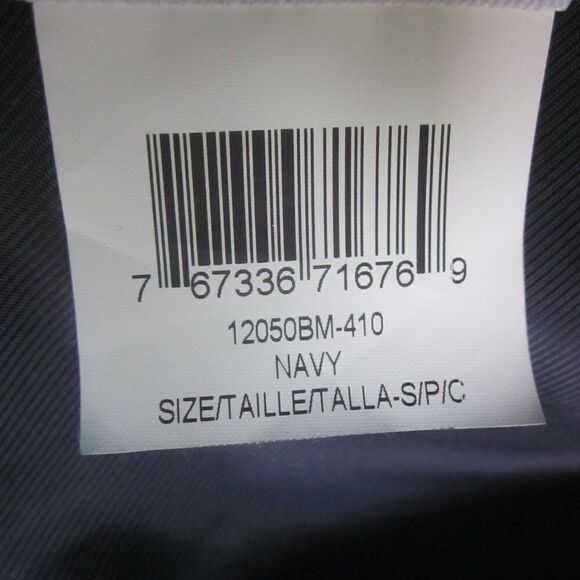 7 67336 71676 9
12050BM-410
NAVY
SIZE/TAILLE/TALLA-S/P/C